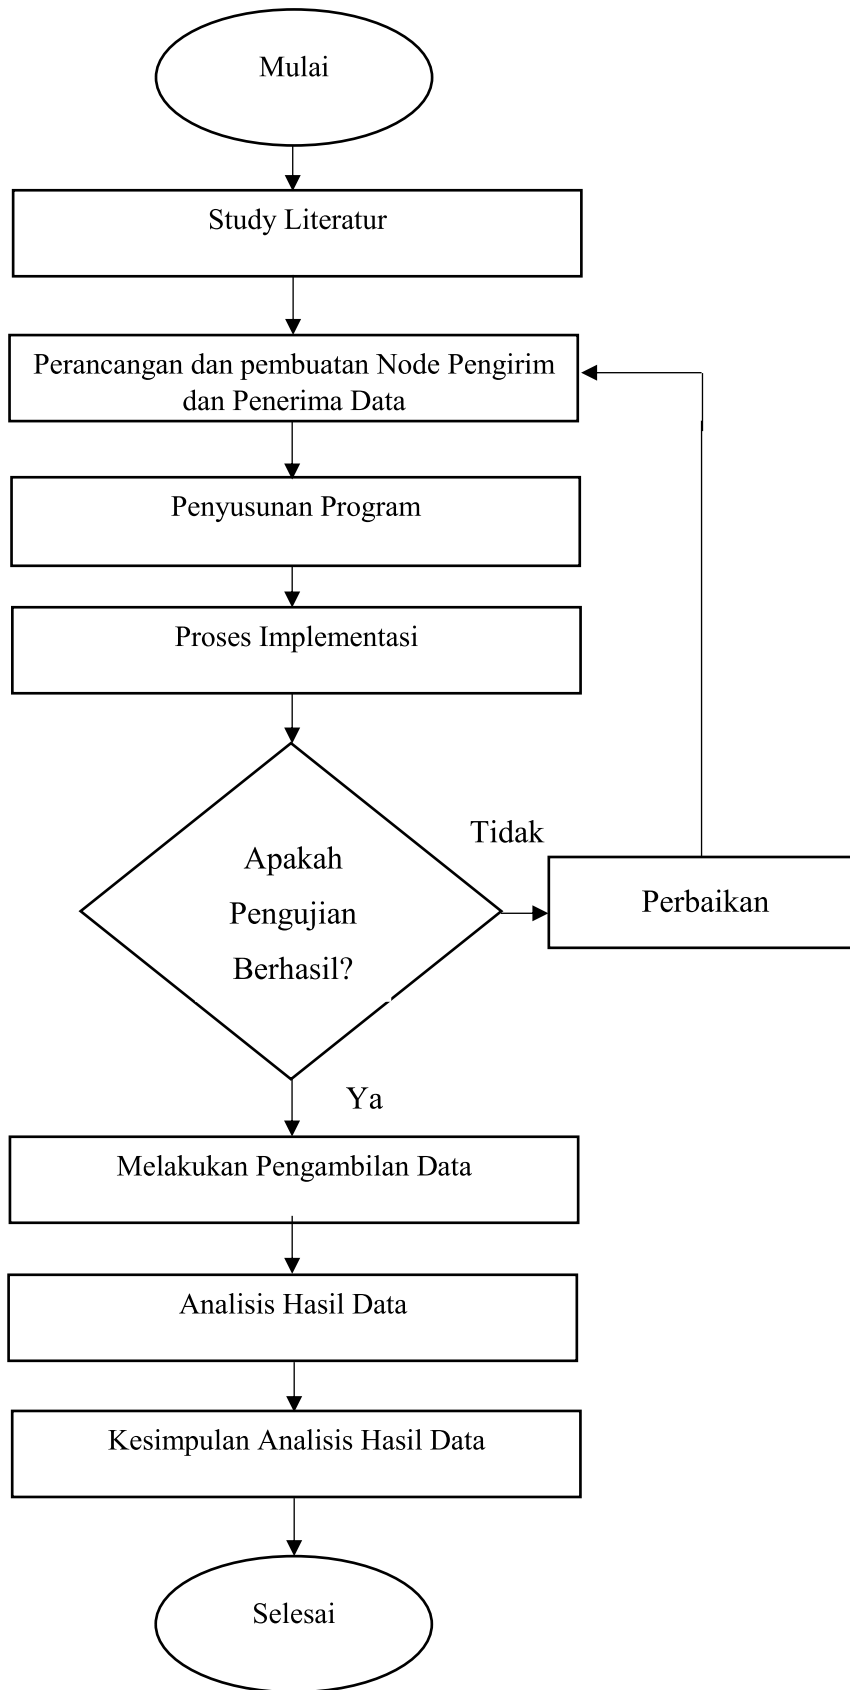 Mulai
Study Literatur
Perancangan dan pembuatan Node Pengirim
dan Penerima Data
Penyusunan Program
Proses Implementasi
Apakah
Pengujian
Berhasil?
Tidak
Perbaikan
Ya
Melakukan Pengambilan Data
Analisis Hasil Data
Kesimpulan Analisis Hasil Data
Selesai